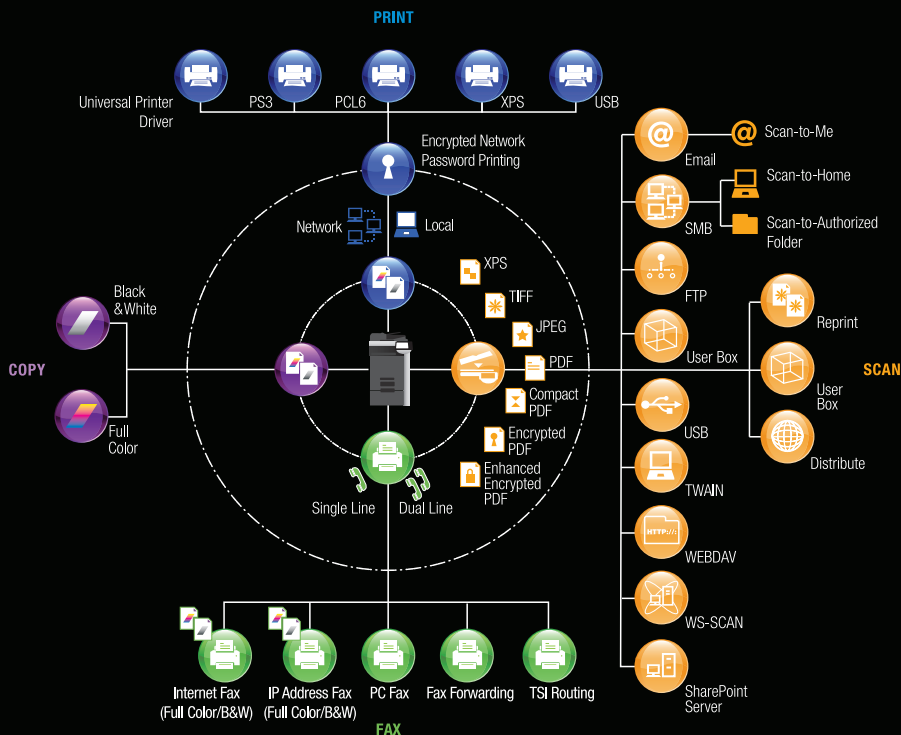 PRINT
Universal Printer
Driver
PS3
PCL6
XPS
USB
Encrypted Network
Password Printing
Network
Local
Black
&White
COPY
Full
Color
XPS
TIFF
JPEG
PDF
Compact
PDF
Encrypted
PDF
Enhanced
Encrypted
PDF
Single Line
Dual Line
@
Email
@
Scan-to-Me
SMB
Scan-to-Home
Scan-to-Authorized
Folder
FTP
User Box
Reprint
User
Box
Distribute
SCAN
USB
TWAIN
HTTP://:
WEBDAV
WS-SCAN
SharePoint
Server
Internet Fax
(Full Color/B&W)
IP Address Fax
(Full Color/B&W)
PC Fax
Fax Forwarding
TSI Routing
FAX